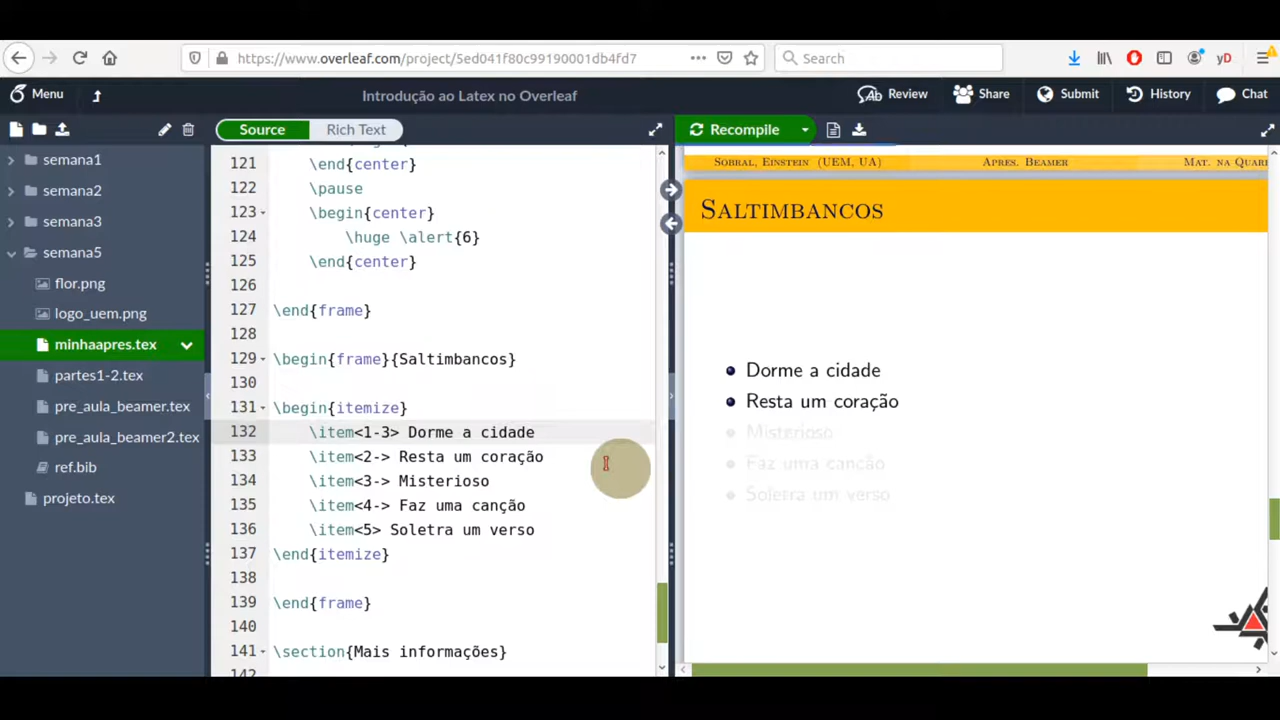 https://www.overleaf.com/project/5ed041f80c99190001db4fd7
Search
yD
Menu
Introdução ao Latex no Overleaf
Review
Share
Submit
History
Chat
Source
Rich Text
Recompile
semana1
semana2
semana3
semana5
flor.png
logo_uem.png
minhaapres.tex
partes1-2.tex
pre_aula_beamer.tex
pre_aula_beamer2.tex
ref.bib
projeto.tex
121 \end{center}
122 \pause
123 \begin{center}
124 \huge \alert{6}
125 \end{center}
126
127 \end{frame}
128
129 \begin{frame}{Saltimbancos}
130
131 \begin{itemize}
132 \item<1-3> Dorme a cidade
133 \item<2-> Resta um coração
134 \item<3-> Misterioso
135 \item<4-> Faz uma canção
136 \item<5> Soletra um verso
137 \end{itemize}
138
139 \end{frame}
140
141 \section{Mais informações}
Sobral, Einstein (UEM, UA) Apres. Beamer Mat. na Quar
Saltimbancos
Dorme a cidade
Resta um coração
Misterioso
Faz uma canção
Soletra um verso